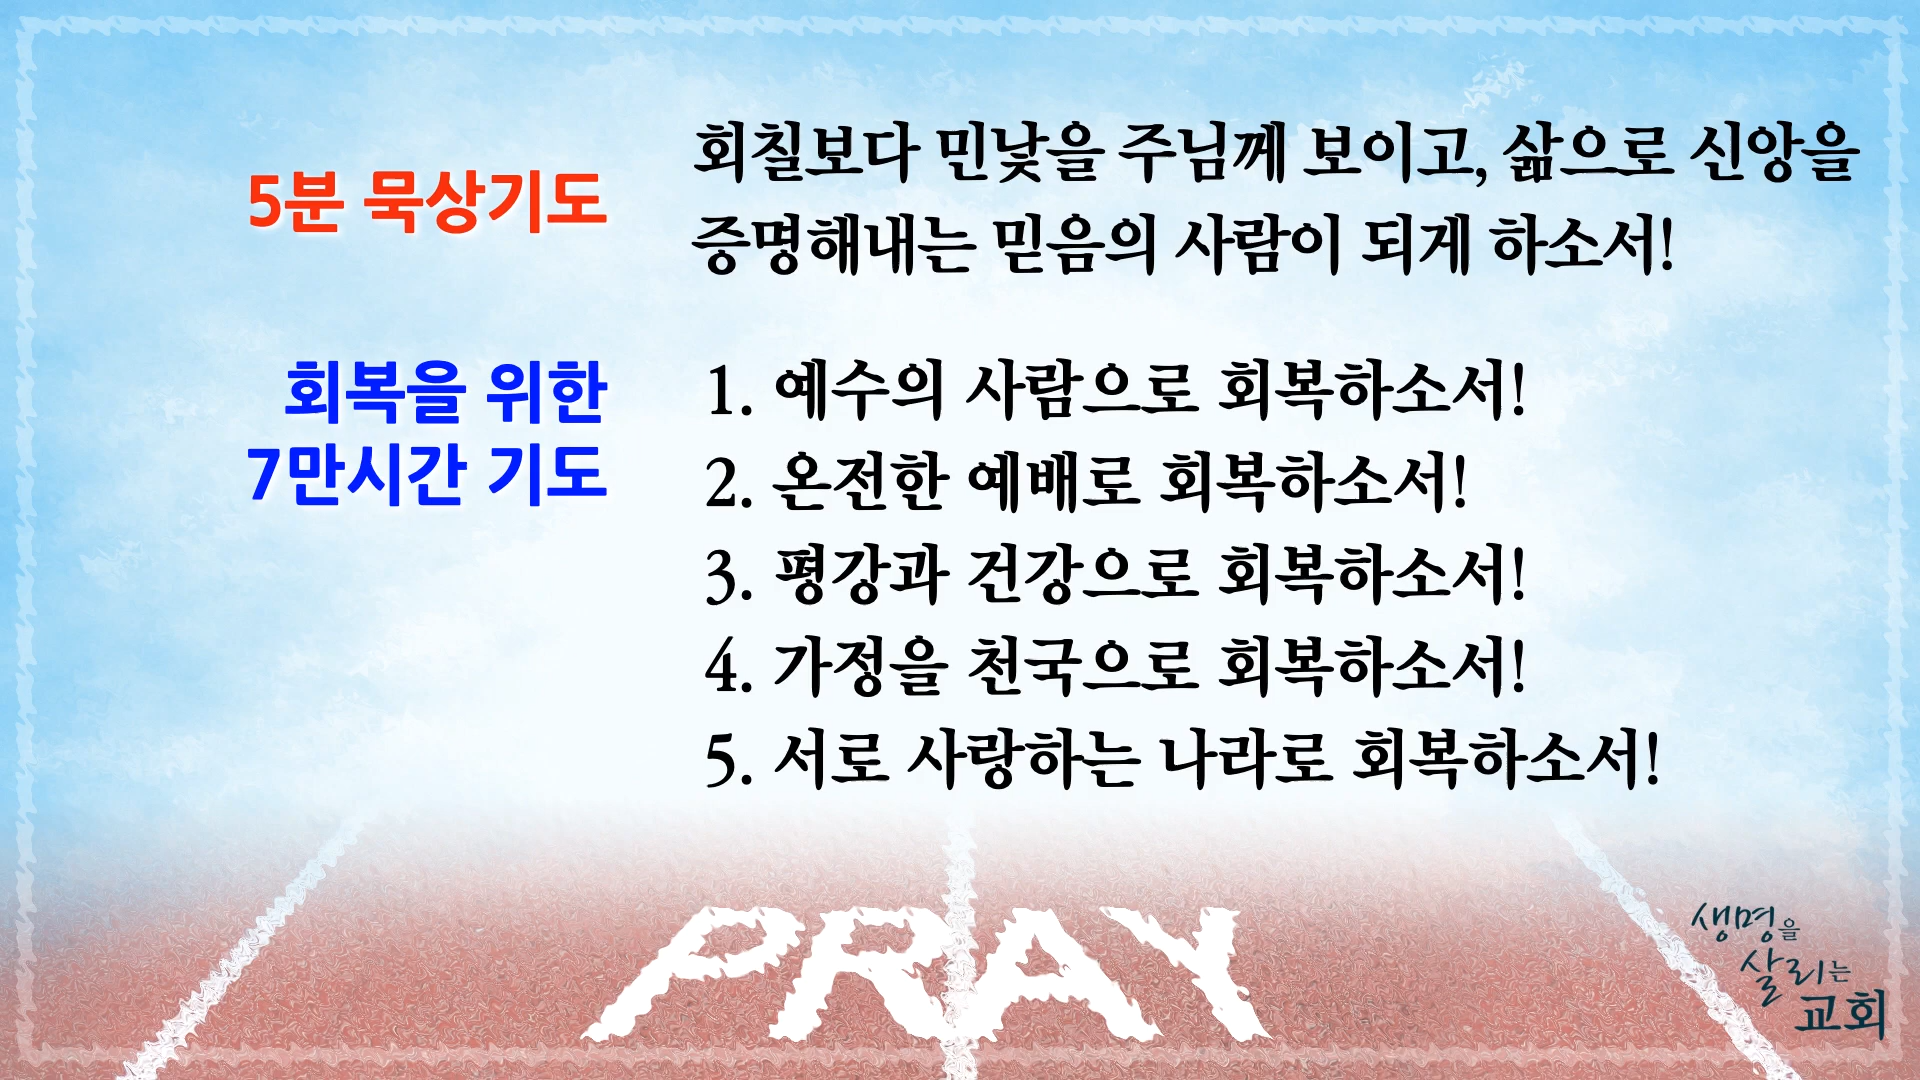 5분 묵상기도
회칠보다 민낯을 주님께 보이고, 삶으로 신앙을
증명해내는 믿음의 사람이 되게 하소서!
회복을 위한
7만시간 기도
1. 예수의 사람으로 회복하소서!
2. 온전한 예배로 회복하소서!
3. 평강과 건강으로 회복하소서!
4. 가정을 천국으로 회복하소서!
5. 서로 사랑하는 나라로 회복하소서!
PRAY
생명을
살리는
교회